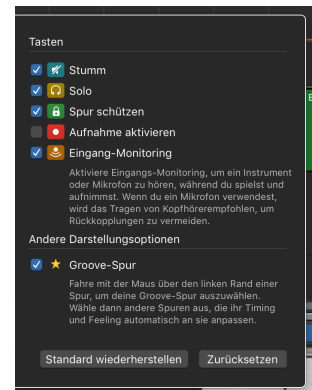 Tasten
Stumm
Solo
Spur schützen
Aufnahme aktivieren
Eingang-Monitoring
Aktiviere Eingangs-Monitoring, um ein Instrument
oder Mikrofon zu hören, während du spielst und
aufnimmst. Wenn du ein Mikrofon verwendest,
wird das Tragen von Kopfhörerempfohlen, um
Rückkopplungen zu vermeiden.
Andere Darstellungsoptionen
Groove-Spur
Fahre mit der Maus über den linken Rand einer
Spur, um deine Groove-Spur auszuwählen.
Wähle dann andere Spuren aus, die ihr Timing
und Feeling automatisch an sie anpassen.
Standard wiederherstellen Zurücksetzen